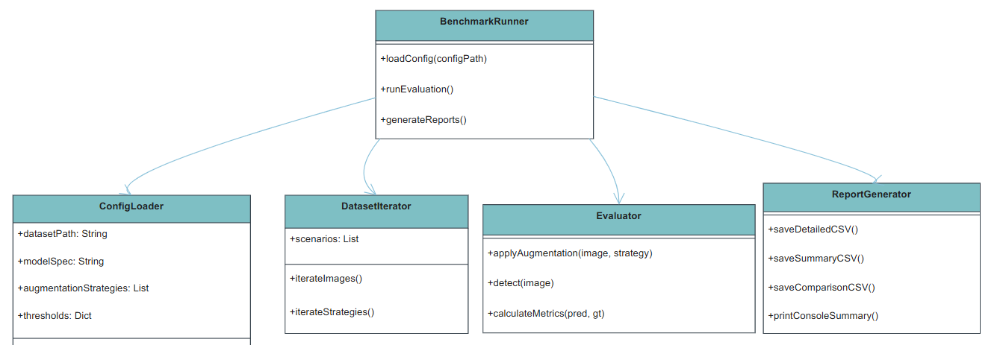 BenchmarkRunner
+loadConfig(configPath)
+runEvaluation()
+generateReports()
ConfigLoader
+datasetPath: String
+modelSpec: String
+augmentationStrategies: List
+thresholds: Dict
DatasetIterator
+scenarios: List
+iterateImages()
+iterateStrategies()
Evaluator
+applyAugmentation(image, strategy)
+detect(image)
+calculateMetrics(pred, gt)
ReportGenerator
+saveDetailedCSV()
+saveSummaryCSV()
+saveComparisonCSV()
+printConsoleSummary()